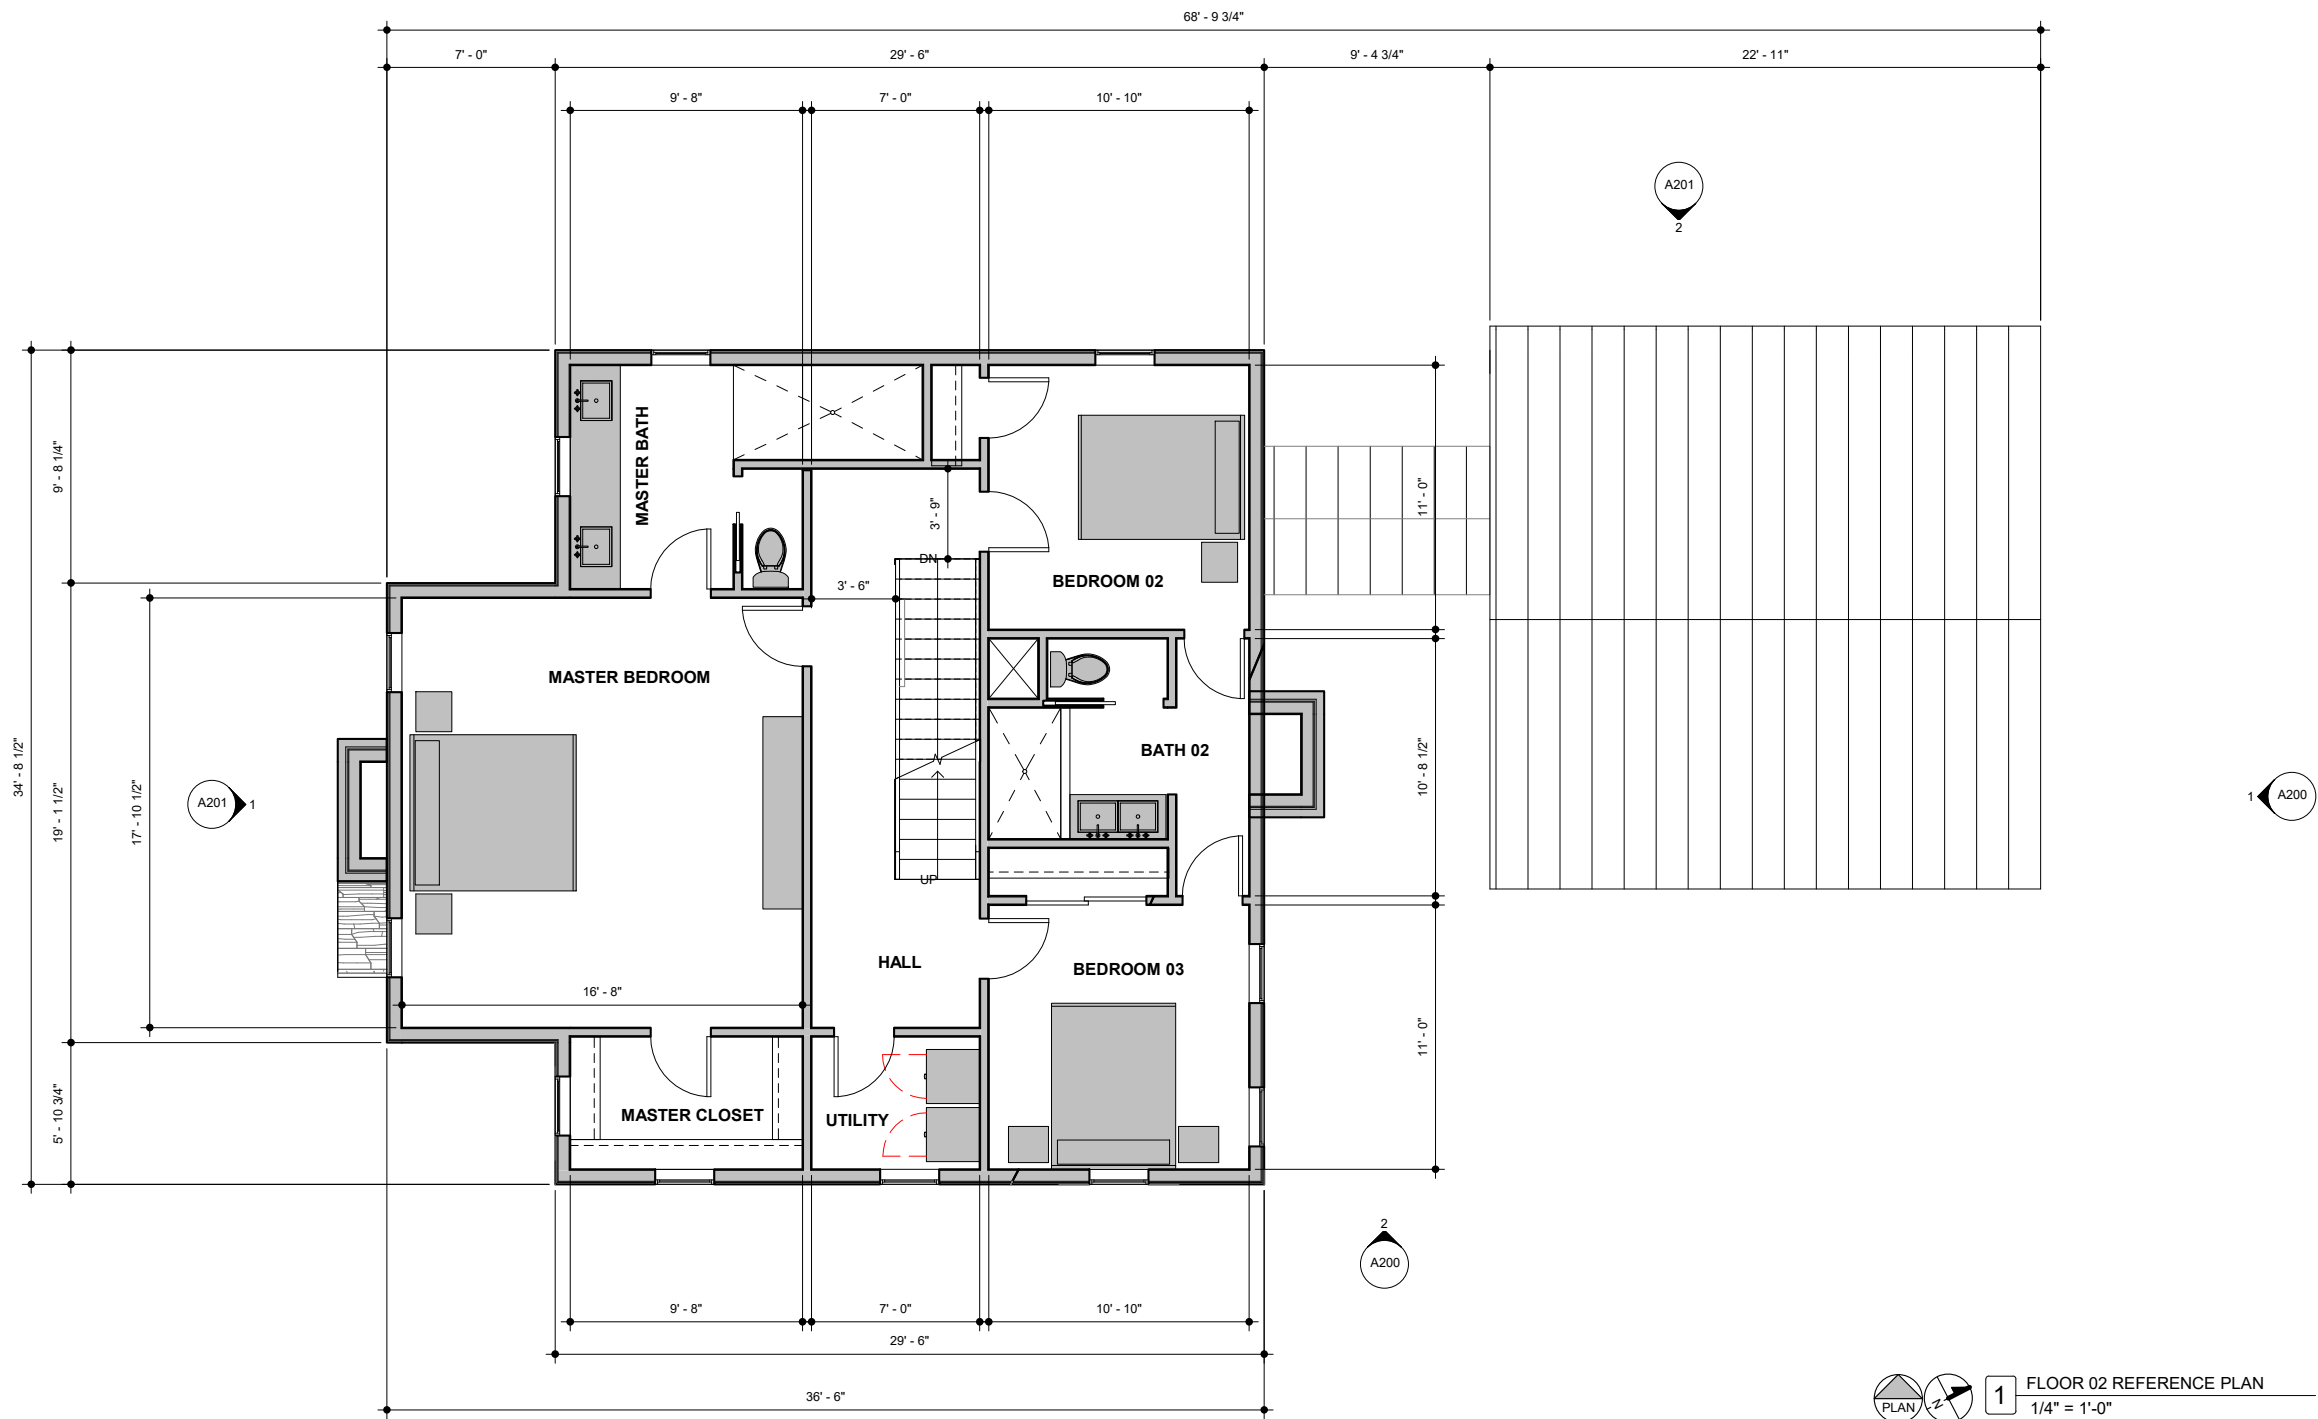 68' - 9 3/4"
7' - 0"
29' - 6"
9' - 4 3/4"
22' - 11"
9' - 8"
7' - 0"
10' - 10"
A201
2
MASTER BATH
9' - 8 1/4"
3' - 9"
11' - 0"
DN
3' - 6"
BEDROOM 02
MASTER BEDROOM
34' - 8 1/2"
19' - 1 1/2"
17' - 10 1/2"
A201
1
BATH 02
10' - 8 1/2"
1
A200
UP
HALL
BEDROOM 03
16' - 8"
11' - 0"
5' - 10 3/4"
MASTER CLOSET
UTILITY
2
A200
9' - 8"
7' - 0"
10' - 10"
29' - 6"
36' - 6"
PLAN
N
1
FLOOR 02 REFERENCE PLAN
1/4" = 1'-0"